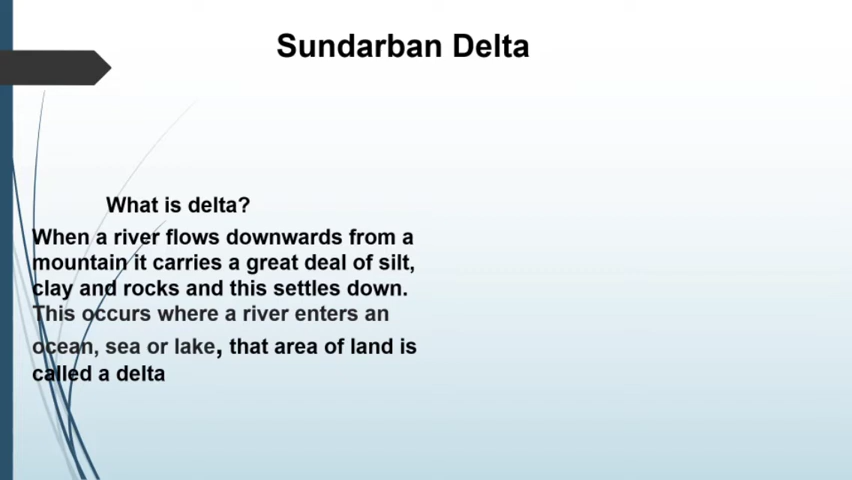 Sundarban Delta
What is delta?
When a river flows downwards from a
mountain it carries a great deal of silt,
clay and rocks and this settles down.
This occurs where a river enters an
ocean, sea or lake, that area of land is
called a delta